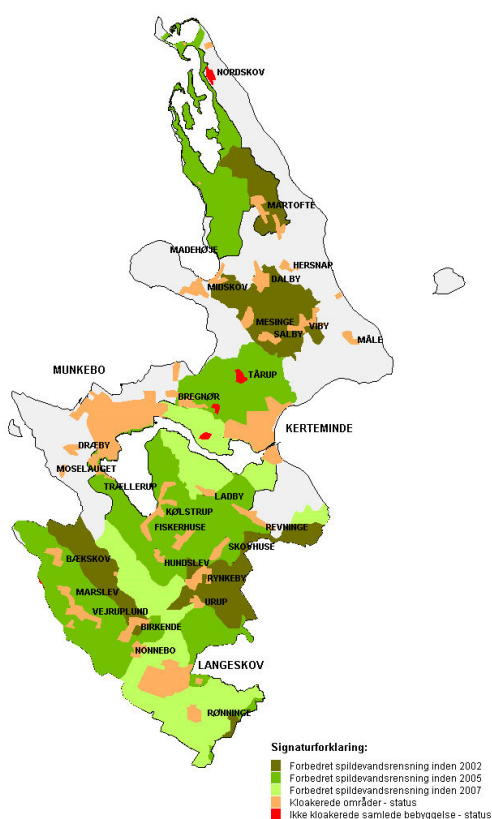 NORDSKOV
MARTOFTE
MADEHØJE
HERSNAP
DALBY
MIDSKOV
MESINGE
VIBY
SALBY
MÅLE
MUNKEBO
TÅRUP
BREGNØR
KERTEMINDE
DRÆBY
MOSELAUGET
TRÆLLERUP
LADBY
KØLSTRUP
FISKERHUSE
REVNINGE
SKOVHUSE
BÆKSKOV
HUNDSLEV
RYNKEBY
MARSLEV
URUP
VEJRUPLUND
BIRKENDE
NONNEBO
LANGESKOV
RØNNINGE
Signaturforklaring:
Forbedret spildevandsrensning inden 2002
Forbedret spildevandsrensning inden 2005
Forbedret spildevandsrensning inden 2007
Kloakerede områder - status
Ikke kloakerede samlede bebyggelse - status